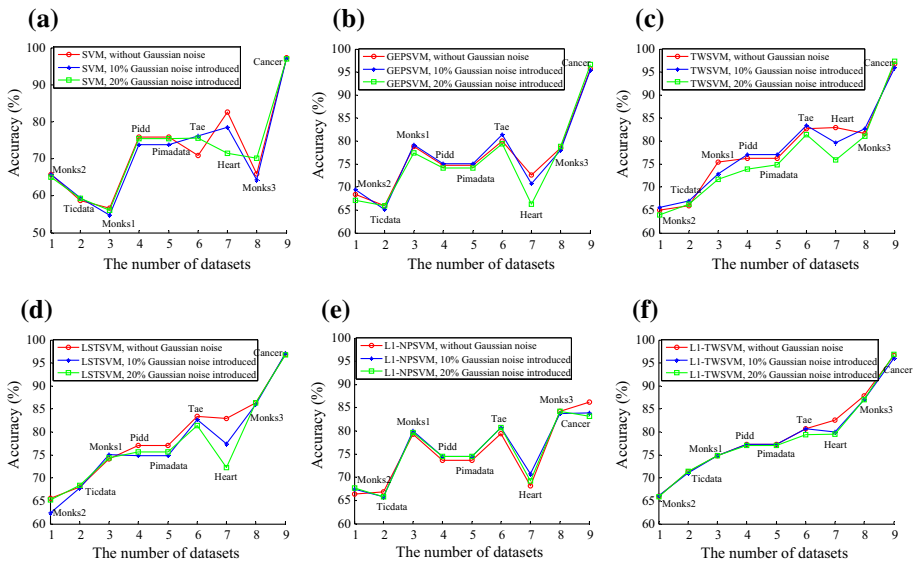 (a)
SVM, without Gaussian noise
SVM, 10% Gaussian noise introduced
SVM, 20% Gaussian noise introduced
Accuracy (%)
100
90
80
70
60
50
Monks2
Ticdata
Monks1
Pidd
Pimadata
Tae
Heart
Monks3
Cancer
1 2 3 4 5 6 7 8 9
The number of datasets
(b)
GEPSVM, without Gaussian noise
GEPSVM, 10% Gaussian noise introduced
GEPSVM, 20% Gaussian noise introduced
Accuracy (%)
100
95
90
85
80
75
70
65
60
Monks2
Ticdata
Monks1
Pidd
Pimadata
Tae
Heart
Monks3
Cancer
1 2 3 4 5 6 7 8 9
The number of datasets
(c)
TWSVM, without Gaussian noise
TWSVM, 10% Gaussian noise introduced
TWSVM, 20% Gaussian noise introduced
Accuracy (%)
100
95
90
85
80
75
70
65
60
Monks2
Ticdata
Monks1
Pidd
Pimadata
Tae
Heart
Monks3
Cancer
1 2 3 4 5 6 7 8 9
The number of datasets
(d)
LSTSVM, without Gaussian noise
LSTSVM, 10% Gaussian noise introduced
LSTSVM, 20% Gaussian noise introduced
Accuracy (%)
100
95
90
85
80
75
70
65
60
Monks2
Ticdata
Monks1
Pidd
Pimadata
Tae
Heart
Monks3
Cancer
1 2 3 4 5 6 7 8 9
The number of datasets
(e)
L1-NPSVM, without Gaussian noise
L1-NPSVM, 10% Gaussian noise introduced
L1-NPSVM, 20% Gaussian noise introduced
Accuracy (%)
100
95
90
85
80
75
70
65
60
Monks2
Ticdata
Monks1
Pidd
Pimadata
Tae
Heart
Monks3
Cancer
1 2 3 4 5 6 7 8 9
The number of datasets
(f)
L1-TWSVM, without Gaussian noise
L1-TWSVM, 10% Gaussian noise introduced
L1-TWSVM, 20% Gaussian noise introduced
Accuracy (%)
100
95
90
85
80
75
70
65
60
Monks2
Ticdata
Monks1
Pidd
Pimadata
Tae
Heart
Monks3
Cancer
1 2 3 4 5 6 7 8 9
The number of datasets